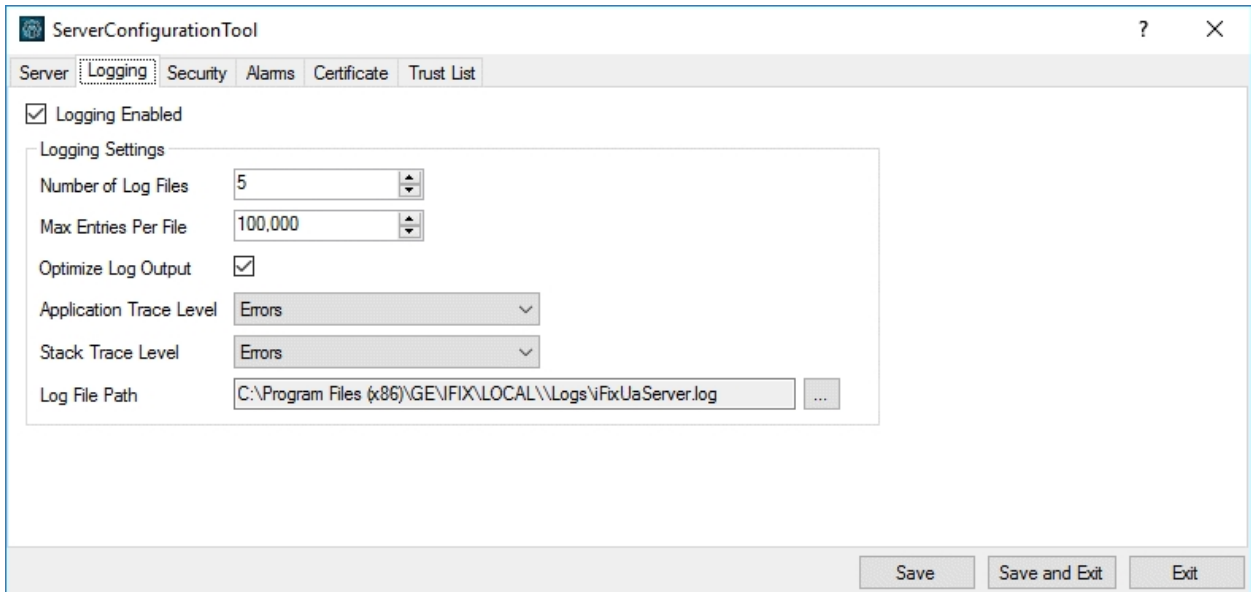 ServerConfigurationTool ?
Server Logging Security Alarms Certificate Trust List
Logging Enabled
Logging Settings
Number of Log Files 5
Max Entries Per File 100,000
Optimize Log Output
Application Trace Level Errors
Stack Trace Level Errors
Log File Path C:\Program Files (x86)\GE\IFIX\LOCAL\\Logs\iFixUaServer.log ...
Save Save and Exit Exit